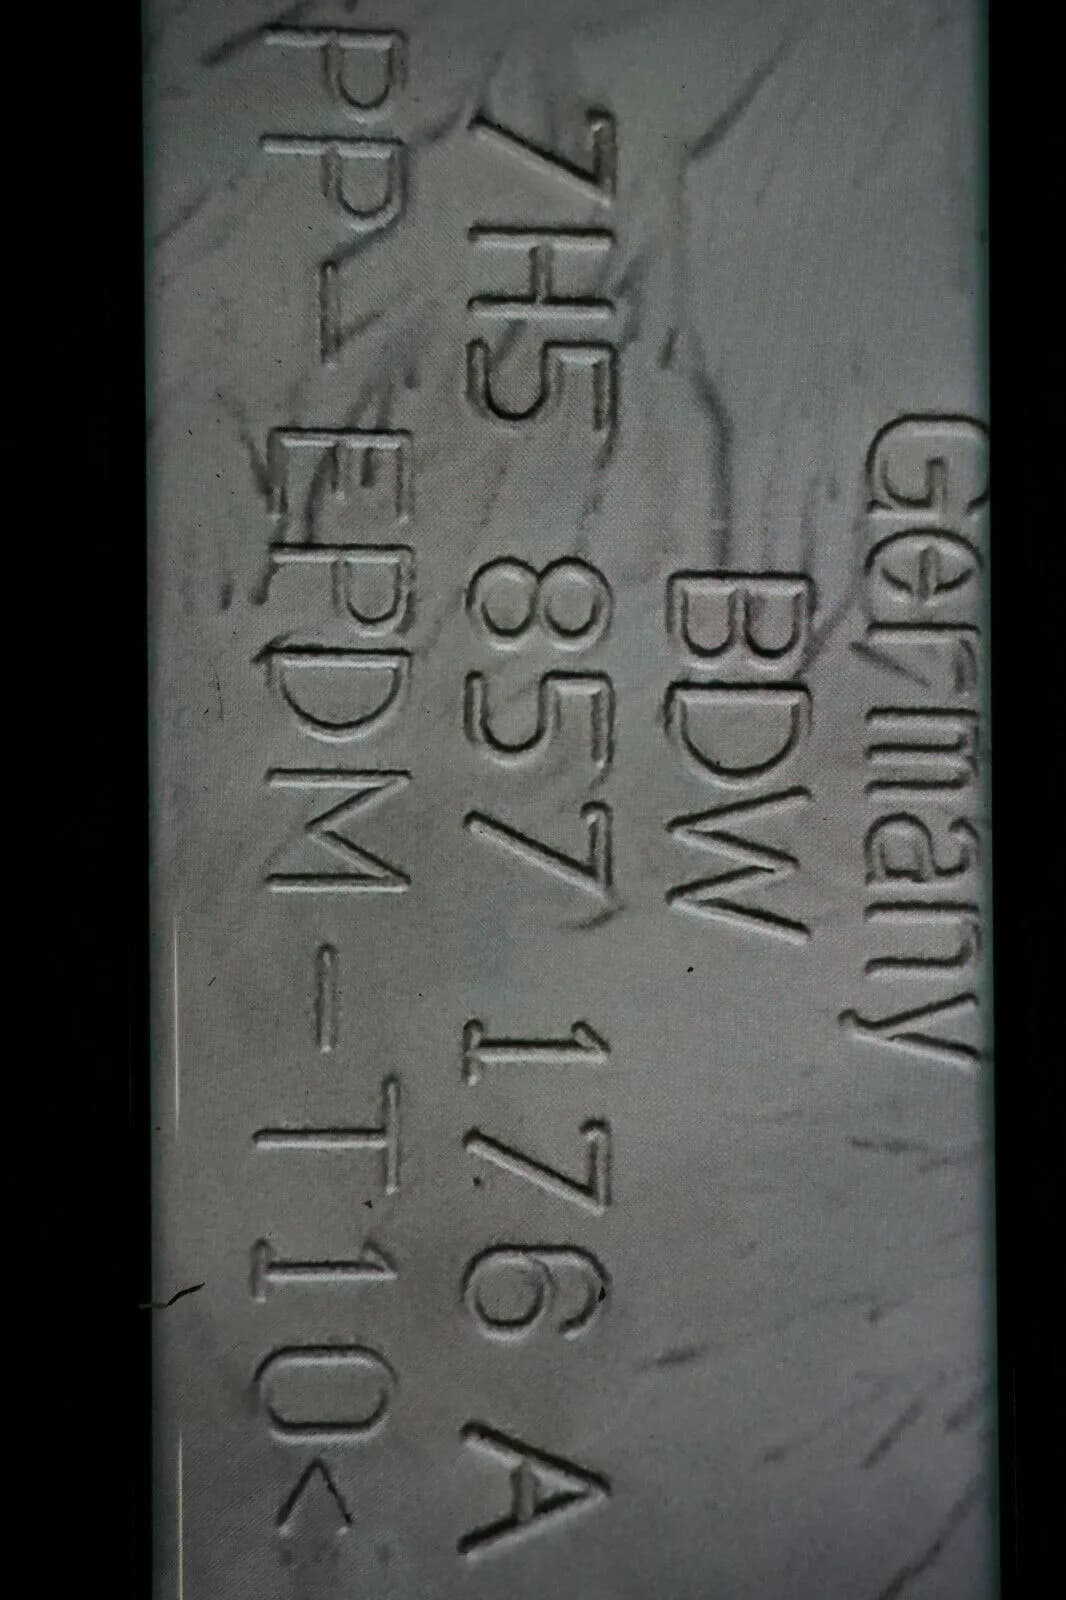 Germany
BDW
7H5 857 176 A
PP - EPDM - T10<